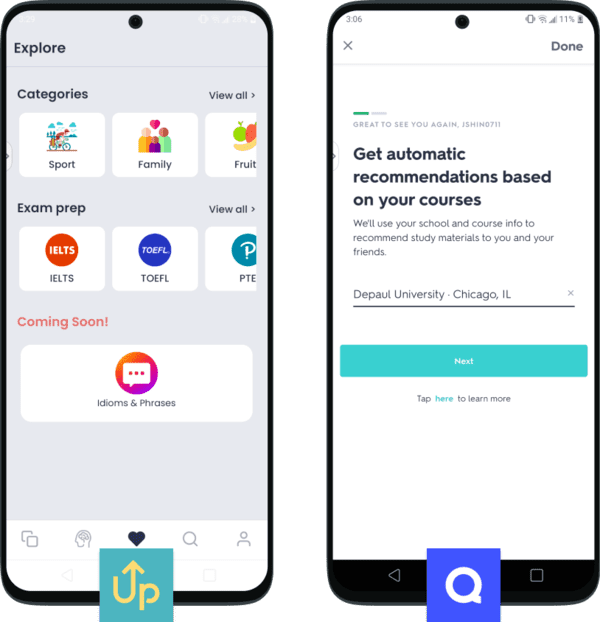 Explore
Categories
View all >
Sport
Family
Fruit
Exam prep
View all >
IELTS
TOEFL
IELTS
TOEFL
PTE
Coming Soon!
Idioms & Phrases
Up
3:06
11%
Done
GREAT TO SEE YOU AGAIN, JSHIN0711
Get automatic
recommendations based
on your courses
We'll use your school and course info to
recommend study materials to you and your
friends.
Depaul University · Chicago, IL
Next
Tap here to learn more